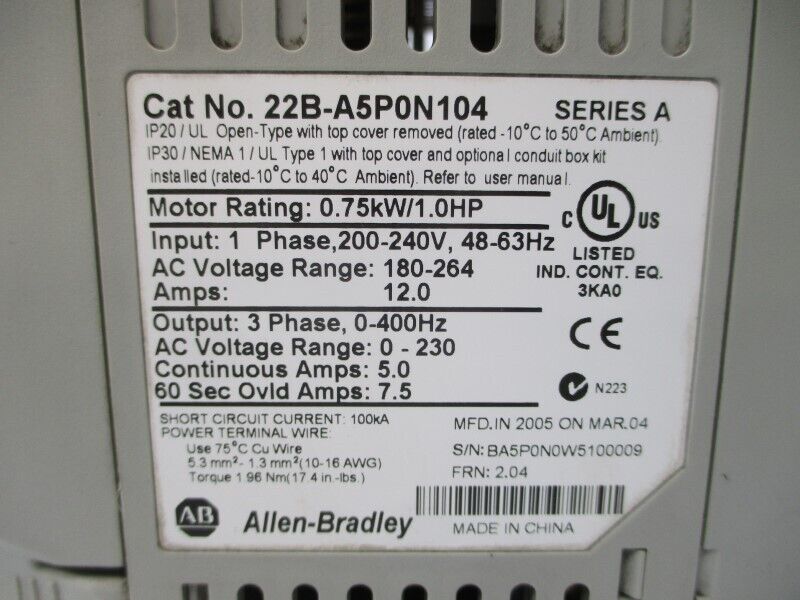 Cat No. 22B-A5P0N104 SERIES A
IP20 / UL Open-Type with top cover removed (rated -10°C to 50°C Ambient).
IP30 / NEMA 1 / UL Type 1 with top cover and optional conduit box kit
installed (rated-10°C to 40°C Ambient). Refer to user manual.
Motor Rating: 0.75kW/1.0HP
Input: 1 Phase,200-240V, 48-63Hz
AC Voltage Range: 180-264
Amps: 12.0
C UL US
LISTED
IND. CONT. EQ.
3KA0
Output: 3 Phase, 0-400Hz
AC Voltage Range: 0 - 230
Continuous Amps: 5.0
60 Sec Ovld Amps: 7.5
CE
N223
SHORT CIRCUIT CURRENT: 100kA
POWER TERMINAL WIRE:
Use 75°C Cu Wire
5.3 mm²- 1.3 mm²(10-16 AWG)
Torque 1.96 Nm(17.4 in.-lbs.)
MFD.IN 2005 ON MAR.04
S/N: BA5P0N0W5100009
FRN: 2.04
AB Allen-Bradley
MADE IN CHINA